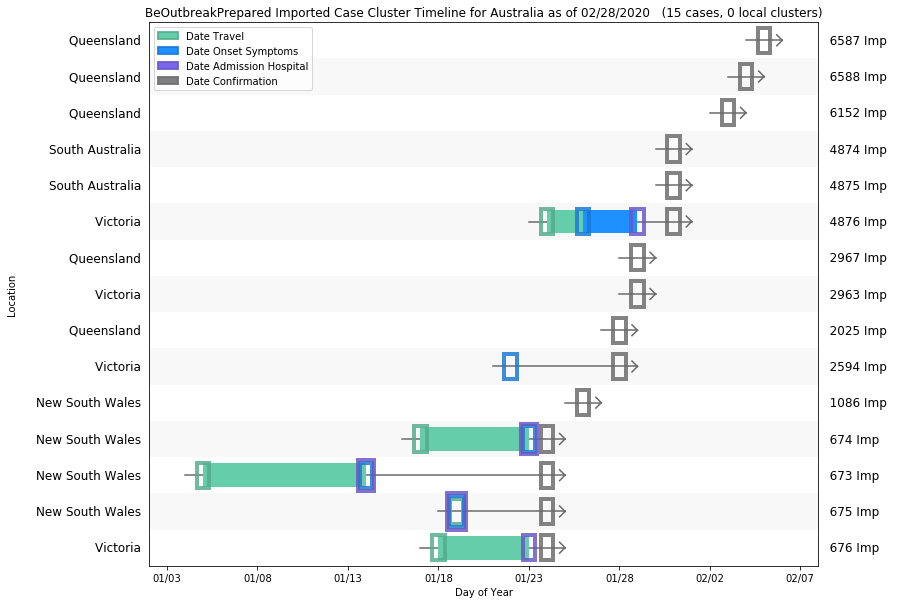 BeOutbreakPrepared Imported Case Cluster Timeline for Australia as of 02/28/2020   (15 cases, 0 local clusters)
Date Travel
Date Onset Symptoms
Date Admission Hospital
Date Confirmation
Location
Queensland 6587 Imp
Queensland 6588 Imp
Queensland 6152 Imp
South Australia 4874 Imp
South Australia 4875 Imp
Victoria 4876 Imp
Queensland 2967 Imp
Victoria 2963 Imp
Queensland 2025 Imp
Victoria 2594 Imp
New South Wales 1086 Imp
New South Wales 674 Imp
New South Wales 673 Imp
New South Wales 675 Imp
Victoria 676 Imp
01/03 01/08 01/13 01/18 01/23 01/28 02/02 02/07
Day of Year